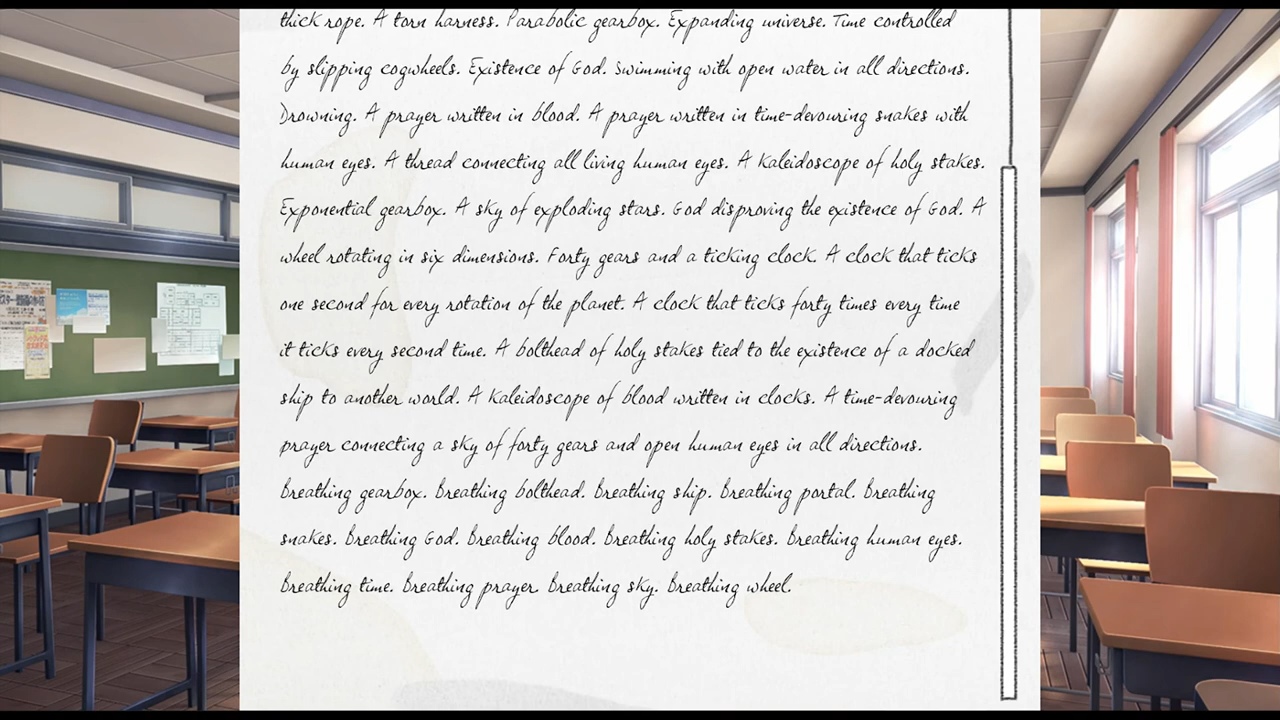 thick rope. A torn harness. Parabolic gearbox. Expanding universe. Time controlled
by slipping cogwheels. Existence of God. Swimming with open water in all directions.
Drowning. A prayer written in blood. A prayer written in time-devouring snakes with
human eyes. A thread connecting all living human eyes. A kaleidoscope of holy stakes.
Exponential gearbox. A sky of exploding stars. God disproving the existence of God. A
wheel rotating in six dimensions. Forty gears and a ticking clock. A clock that ticks
one second for every rotation of the planet. A clock that ticks forty times every time
it ticks every second time. A bolthead of holy stakes tied to the existence of a docked
ship to another world. A kaleidoscope of blood written in clocks. A time-devouring
prayer connecting a sky of forty gears and open human eyes in all directions.
Breathing gearbox. Breathing bolthead. Breathing ship. Breathing portal. Breathing
snakes. Breathing God. Breathing blood. Breathing holy stakes. Breathing human eyes.
Breathing time. Breathing prayer. Breathing sky. Breathing wheel.